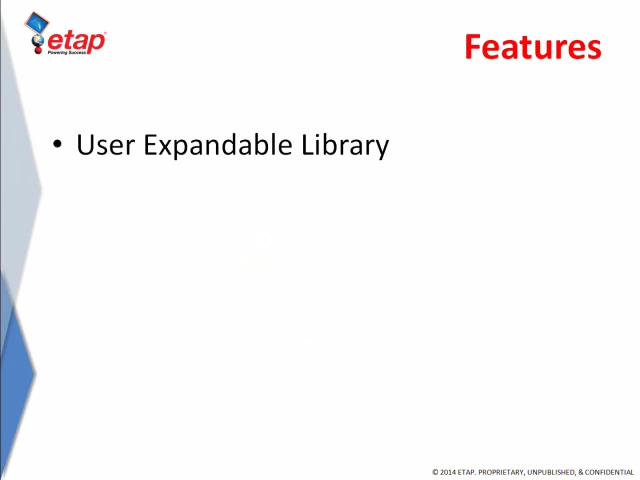 etap
Powering Success
Features
• User Expandable Library
© 2014 ETAP. PROPRIETARY, UNPUBLISHED, & CONFIDENTIAL